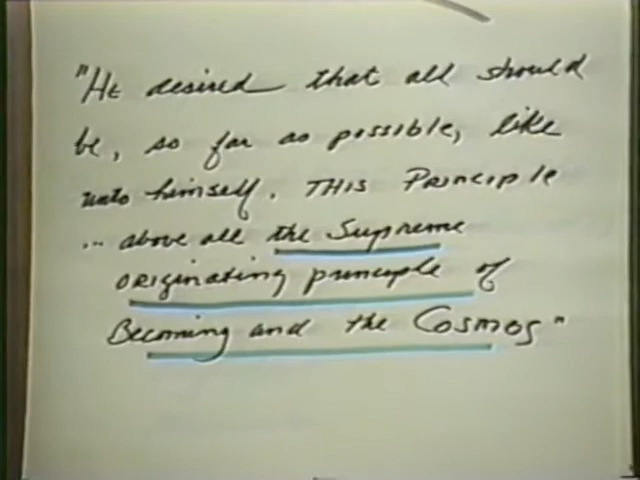 "He desired that all should
be, so far as possible, like
unto himself. THIS Principle
... above all the Supreme
originating principle of
Becoming and the Cosmos"